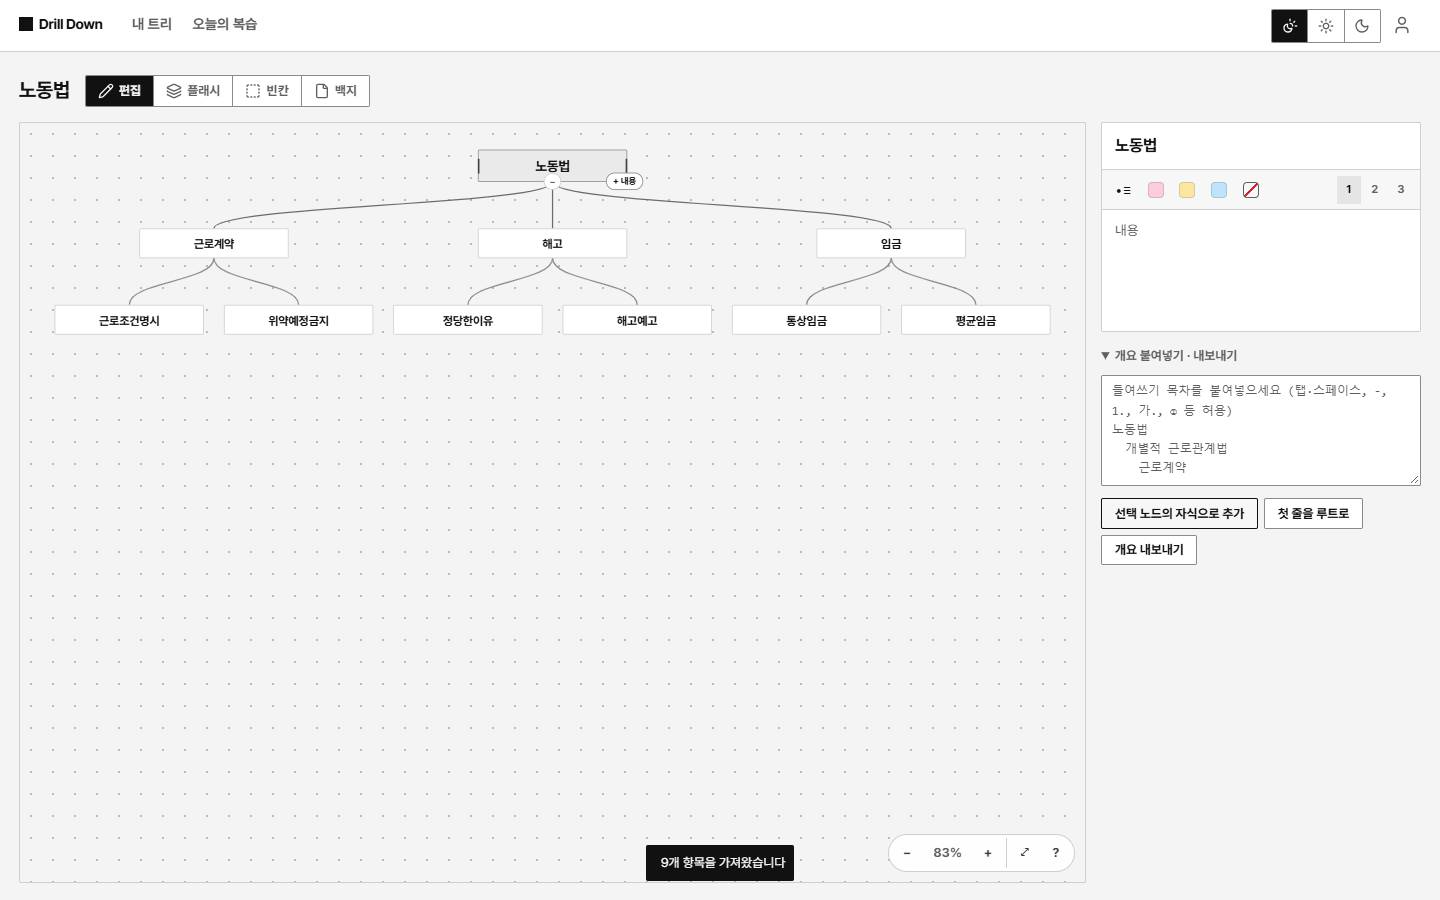 Drill Down
내 트리
오늘의 복습
노동법
편집
플래시
빈칸
백지
노동법
−
+ 내용
근로계약
해고
임금
근로조건명시
위약예정금지
정당한이유
해고예고
통상임금
평균임금
9개 항목을 가져왔습니다
−
83%
+
?
노동법
1
2
3
내용
▼ 개요 붙여넣기 · 내보내기
들여쓰기 목차를 붙여넣으세요 (탭·스페이스, -,
1., 가., ① 등 허용)
노동법
개별적 근로관계법
근로계약
선택 노드의 자식으로 추가
첫 줄을 루트로
개요 내보내기